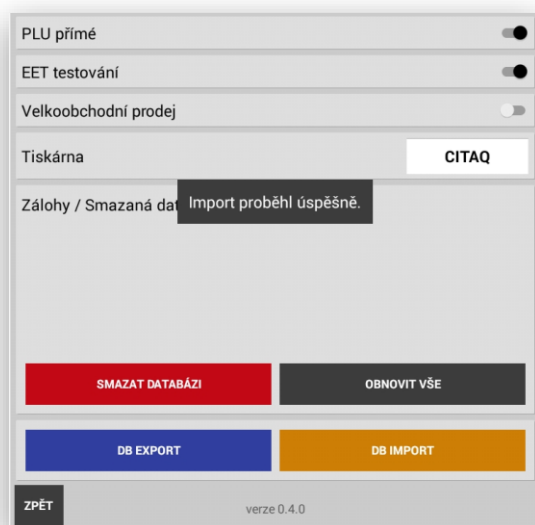 PLU přímé
EET testování
Velkoobchodní prodej
Tiskárna CITAQ
Zálohy / Smazaná dat
Import proběhl úspěšně.
SMAZAT DATABÁZI OBNOVIT VŠE
DB EXPORT DB IMPORT
ZPĚT verze 0.4.0